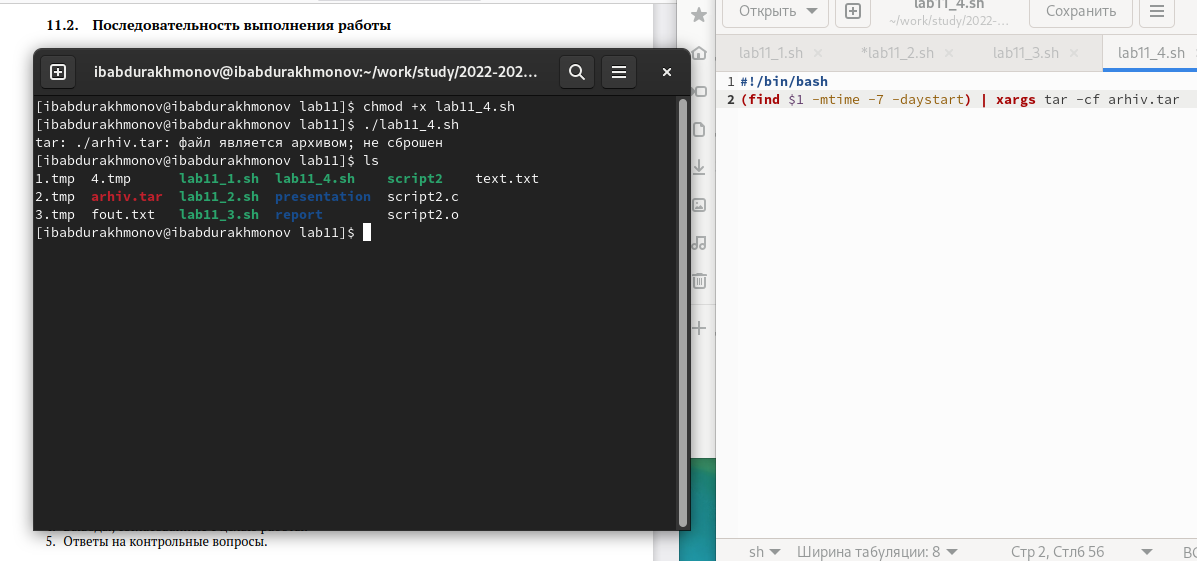 11.2. Последовательность выполнения работы
ibabdurakhmonov@ibabdurakhmonov:~/work/study/2022-202...
[ibabdurakhmonov@ibabdurakhmonov lab11]$ chmod +x lab11_4.sh
[ibabdurakhmonov@ibabdurakhmonov lab11]$ ./lab11_4.sh
tar: ./arhiv.tar: файл является архивом; не сброшен
[ibabdurakhmonov@ibabdurakhmonov lab11]$ ls
1.tmp 4.tmp lab11_1.sh lab11_4.sh script2 text.txt
2.tmp arhiv.tar lab11_2.sh presentation script2.c
3.tmp fout.txt lab11_3.sh report script2.o
[ibabdurakhmonov@ibabdurakhmonov lab11]$
5. Ответы на контрольные вопросы.
Открыть
lab11_4.sh
~/work/study/2022-...
Сохранить
lab11_1.sh
*lab11_2.sh
lab11_3.sh
lab11_4.sh
1 #!/bin/bash
2 (find $1 -mtime -7 -daystart) | xargs tar -cf arhiv.tar
sh
Ширина табуляции: 8
Стр 2, Стлб 56
ВС